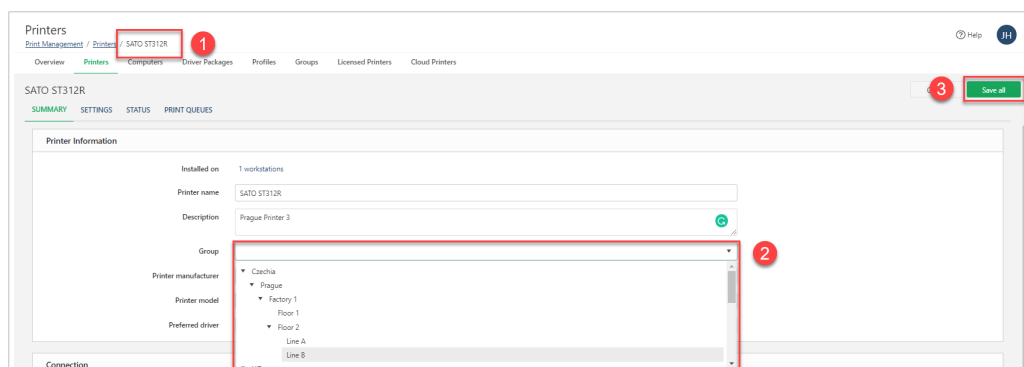 Printers
Print Management / Printers / SATO ST312R
1
Help
JH
Overview Printers Computers Driver Packages Profiles Groups Licensed Printers Cloud Printers
SATO ST312R
3
Save all
SUMMARY SETTINGS STATUS PRINT QUEUES
Printer Information
Installed on 1 workstations
Printer name SATO ST312R
Description Prague Printer 3
Group
2
Czechia
Printer manufacturer
Prague
Printer model
Factory 1
Floor 1
Preferred driver
Floor 2
Line A
Line B
Connection